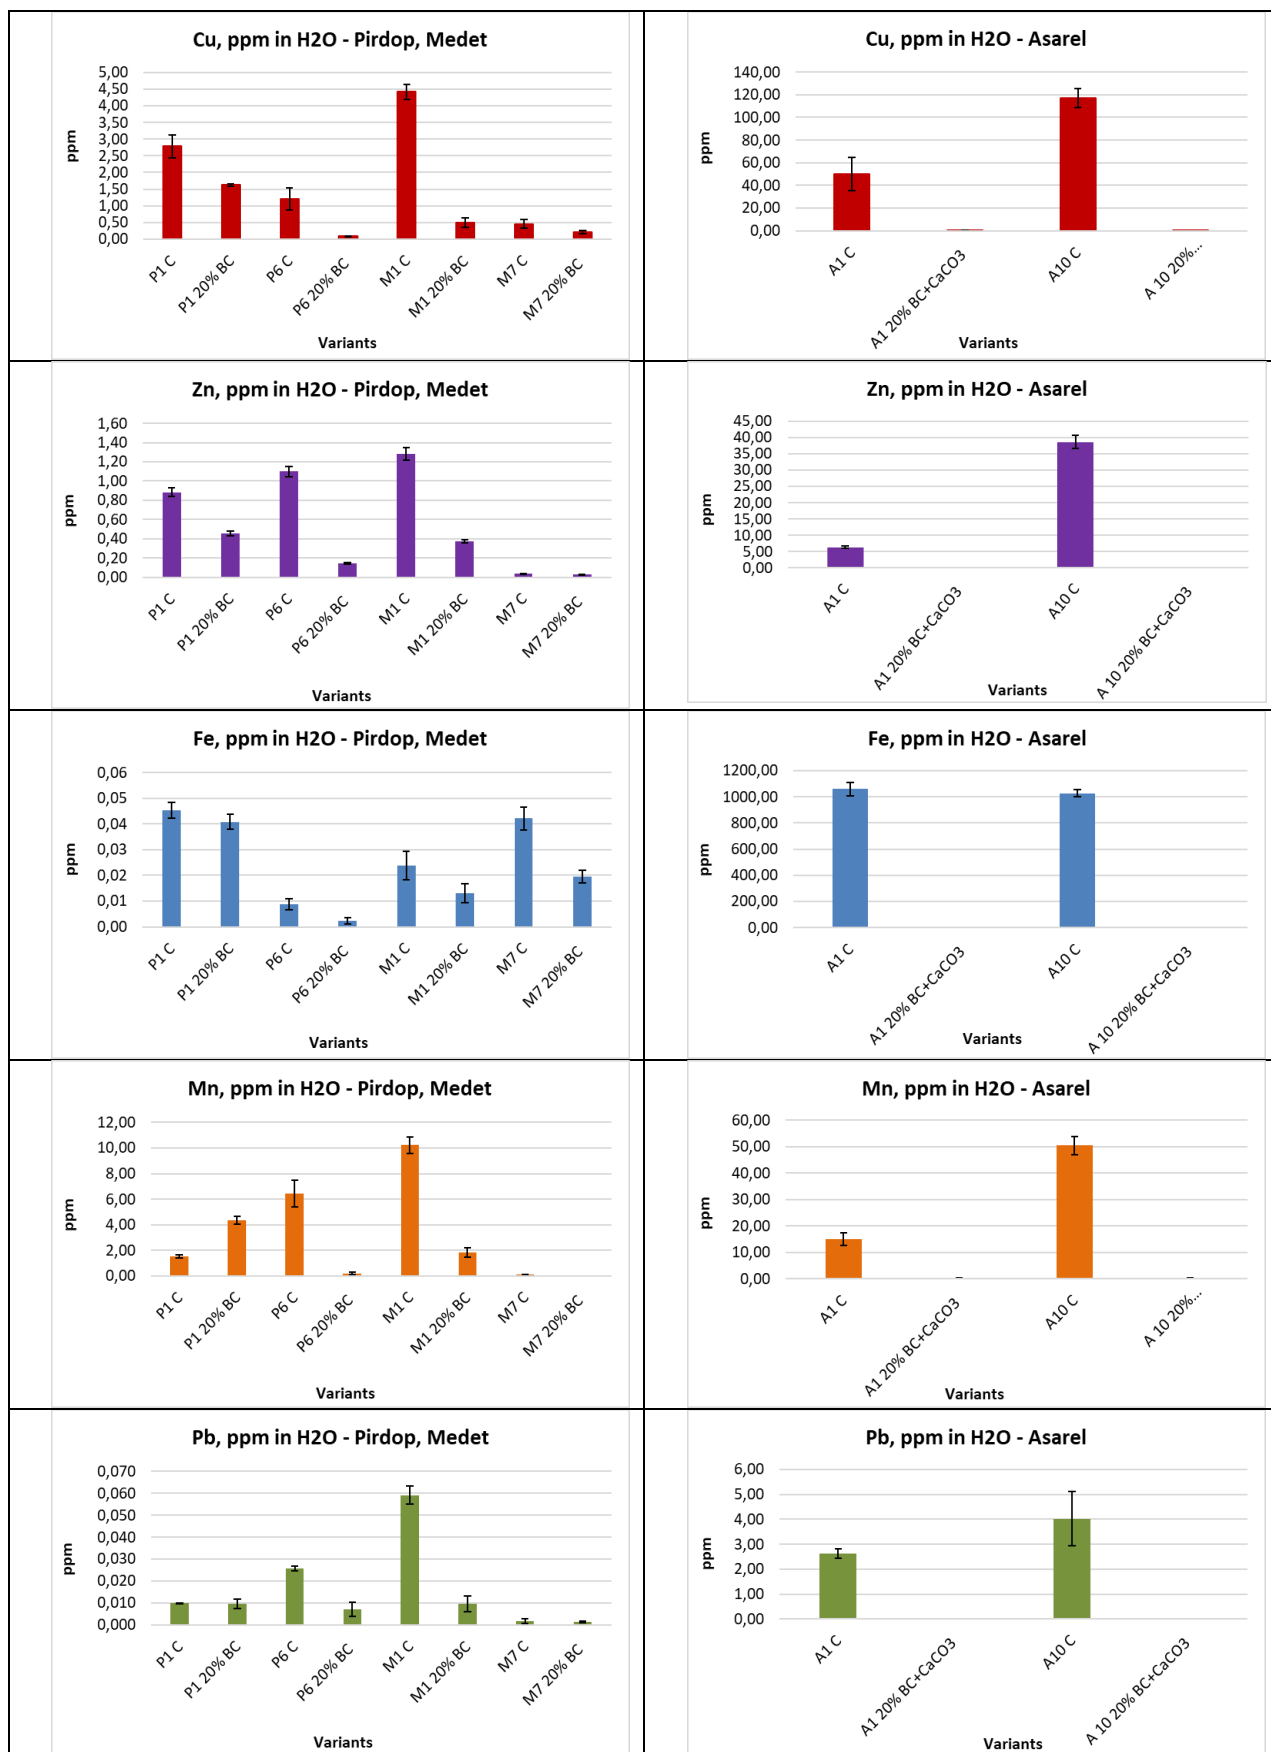 Cu, ppm in H2O - Pirdop, Medet
5,00
4,50
4,00
3,50
3,00
2,50
2,00
1,50
1,00
0,50
0,00
ppm
P1 C
P1 20% BC
P6 C
P6 20% BC
M1 C
M1 20% BC
M7 C
M7 20% BC
Variants
Cu, ppm in H2O - Asarel
140,00
120,00
100,00
80,00
60,00
40,00
20,00
0,00
ppm
A1 C
A1 20% BC+CaCO3
A10 C
A 10 20%...
Variants
Zn, ppm in H2O - Pirdop, Medet
1,60
1,40
1,20
1,00
0,80
0,60
0,40
0,20
0,00
ppm
P1 C
P1 20% BC
P6 C
P6 20% BC
M1 C
M1 20% BC
M7 C
M7 20% BC
Variants
Zn, ppm in H2O - Asarel
45,00
40,00
35,00
30,00
25,00
20,00
15,00
10,00
5,00
0,00
ppm
A1 C
A1 20% BC+CaCO3
A10 C
A 10 20% BC+CaCO3
Variants
Fe, ppm in H2O - Pirdop, Medet
0,06
0,05
0,04
0,03
0,02
0,01
0,00
ppm
P1 C
P1 20% BC
P6 C
P6 20% BC
M1 C
M1 20% BC
M7 C
M7 20% BC
Variants
Fe, ppm in H2O - Asarel
1200,00
1000,00
800,00
600,00
400,00
200,00
0,00
ppm
A1 C
A1 20% BC+CaCO3
A10 C
A 10 20% BC+CaCO3
Variants
Mn, ppm in H2O - Pirdop, Medet
12,00
10,00
8,00
6,00
4,00
2,00
0,00
ppm
P1 C
P1 20% BC
P6 C
P6 20% BC
M1 C
M1 20% BC
M7 C
M7 20% BC
Variants
Mn, ppm in H2O - Asarel
60,00
50,00
40,00
30,00
20,00
10,00
0,00
ppm
A1 C
A1 20% BC+CaCO3
A10 C
A 10 20%...
Variants
Pb, ppm in H2O - Pirdop, Medet
0,070
0,060
0,050
0,040
0,030
0,020
0,010
0,000
ppm
P1 C
P1 20% BC
P6 C
P6 20% BC
M1 C
M1 20% BC
M7 C
M7 20% BC
Variants
Pb, ppm in H2O - Asarel
6,00
5,00
4,00
3,00
2,00
1,00
0,00
ppm
A1 C
A1 20% BC+CaCO3
A10 C
A 10 20% BC+CaCO3
Variants